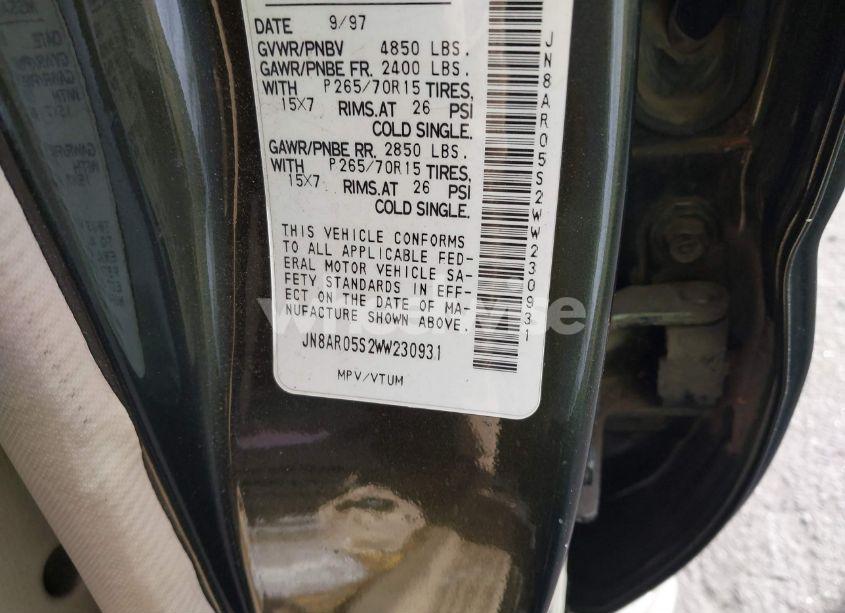 DATE 9/97
GVWR/PNBV 4850 LBS.
GAWR/PNBE FR. 2400 LBS.
WITH P265/70R15 TIRES,
15X7 RIMS.AT 26 PSI
COLD SINGLE.
GAWR/PNBE RR. 2850 LBS.
WITH P265/70R15 TIRES,
15X7 RIMS.AT 26 PSI
COLD SINGLE.
THIS VEHICLE CONFORMS
TO ALL APPLICABLE FED-
ERAL MOTOR VEHICLE SA-
FETY STANDARDS IN EFF-
ECT ON THE DATE OF MA-
NUFACTURE SHOWN ABOVE.
JN8AR05S2WW230931
MPV/VTUM
JN8AR05S2WW230931